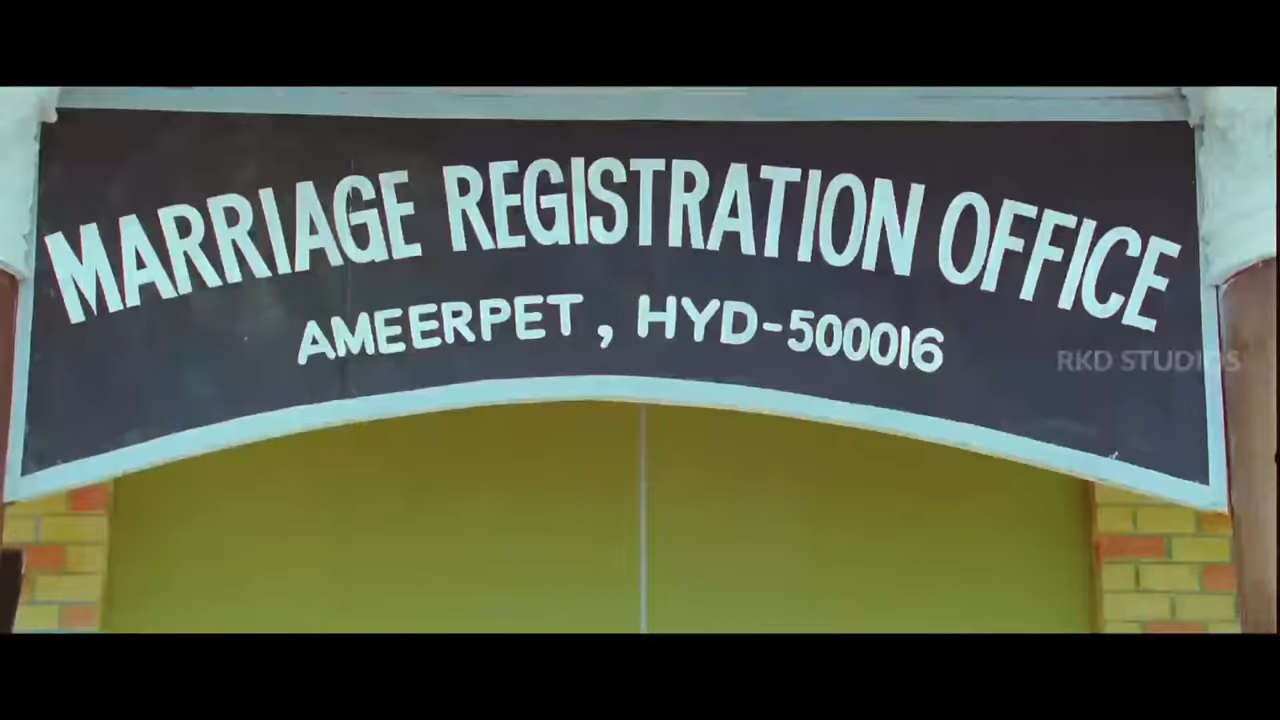 MARRIAGE REGISTRATION OFFICE
AMEERPET, HYD-500016
RKD STUDIOS